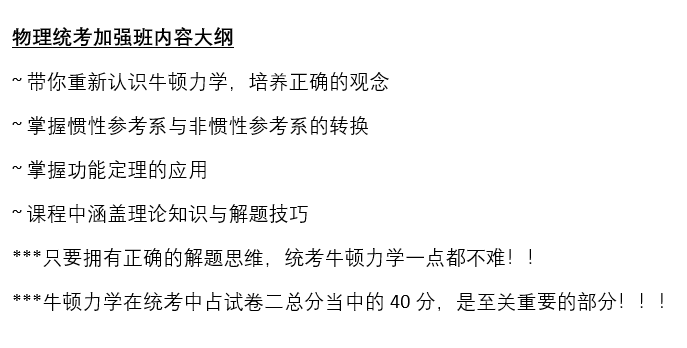 物理统考加强班内容大纲
~ 带你重新认识牛顿力学，培养正确的观念
~ 掌握惯性参考系与非惯性参考系的转换
~ 掌握功能定理的应用
~ 课程中涵盖理论知识与解题技巧
***只要拥有正确的解题思维，统考牛顿力学一点都不难！！
***牛顿力学在统考中占试卷二总分当中的 40 分，是至关重要的部分！！！